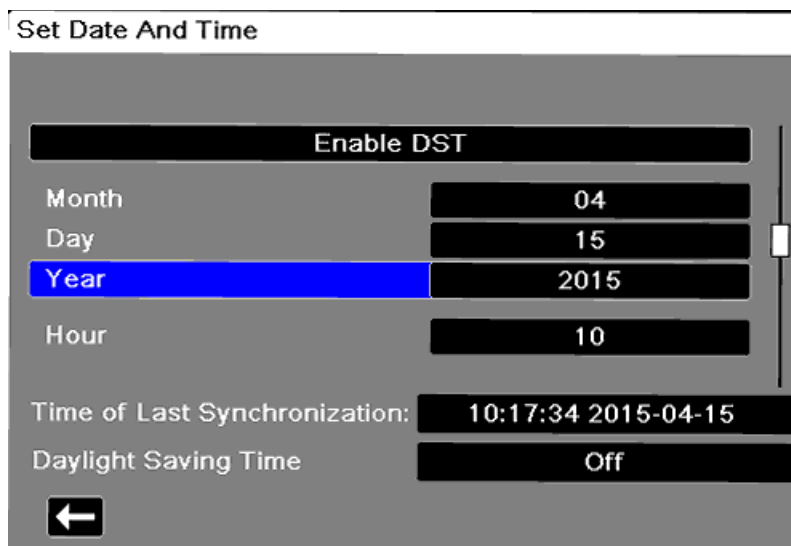 Set Date And Time
Enable DST
Month 04
Day 15
Year 2015
Hour 10
Time of Last Synchronization: 10:17:34 2015-04-15
Daylight Saving Time Off